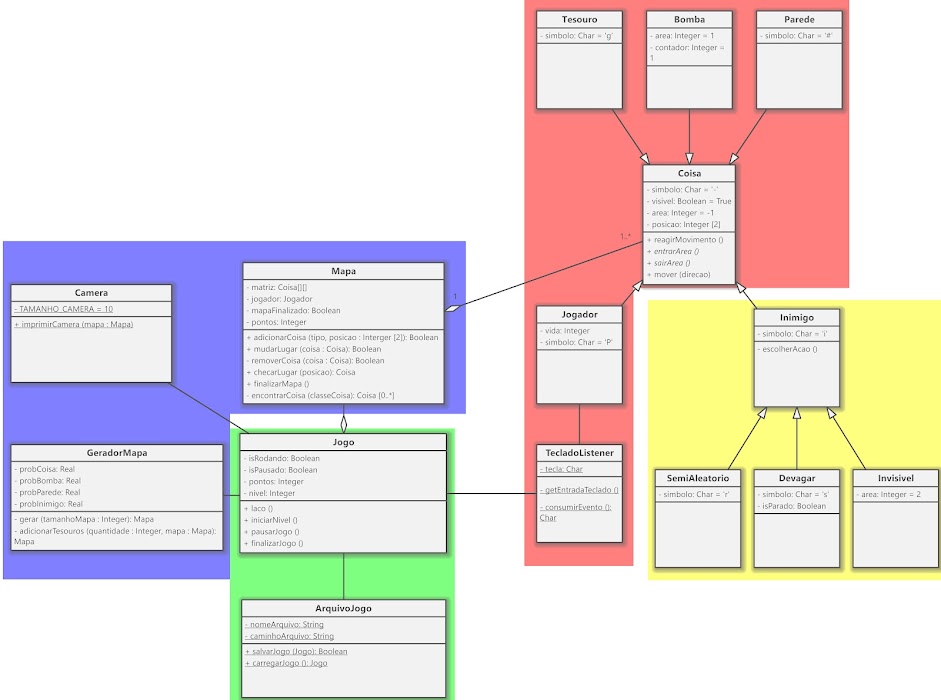 Tesouro
- simbolo: Char = 'g'
Bomba
- area: Integer = 1
- contador: Integer =
1
Parede
- simbolo: Char = '#'
Coisa
- simbolo: Char = '-'
- visivel: Boolean = True
- area: Integer = -1
- posicao: Integer [2]
+ reagirMovimento ()
+ entrarArea ()
+ sairArea ()
+ mover (direcao)
1..*
1
Mapa
- matriz: Coisa[][]
- jogador: Jogador
- mapaFinalizado: Boolean
- pontos: Integer
+ adicionarCoisa (tipo, posicao : Interger [2]): Boolean
+ mudarLugar (coisa : Coisa): Boolean
- removerCoisa (coisa : Coisa): Boolean
+ checarLugar (posicao): Coisa
+ finalizarMapa ()
- encontrarCoisa (classeCoisa): Coisa [0..*]
Camera
- TAMANHO_CAMERA = 10
+ imprimirCamera (mapa : Mapa)
Jogador
- vida: Integer
- simbolo: Char = 'P'
Inimigo
- simbolo: Char = 'i'
- escolherAcao ()
GeradorMapa
- probCoisa: Real
- probBomba: Real
- probParede: Real
- probInimigo: Real
- gerar (tamanhoMapa : Integer): Mapa
- adicionarTesouros (quantidade : Integer, mapa : Mapa):
Mapa
Jogo
- isRodando: Boolean
- isPausado: Boolean
- pontos: Integer
- nivel: Integer
+ laco ()
+ iniciarNivel ()
+ pausarJogo ()
+ finalizarJogo ()
TecladoListener
- tecla: Char
- getEntradaTeclado ()
- consumirEvento ():
Char
SemiAleatorio
- simbolo: Char = 'r'
Devagar
- simbolo: Char = 's'
- isParado: Boolean
Invisivel
- area: Integer = 2
ArquivoJogo
- nomeArquivo: String
- caminhoArquivo: String
+ salvarJogo (Jogo): Boolean
+ carregarJogo (): Jogo